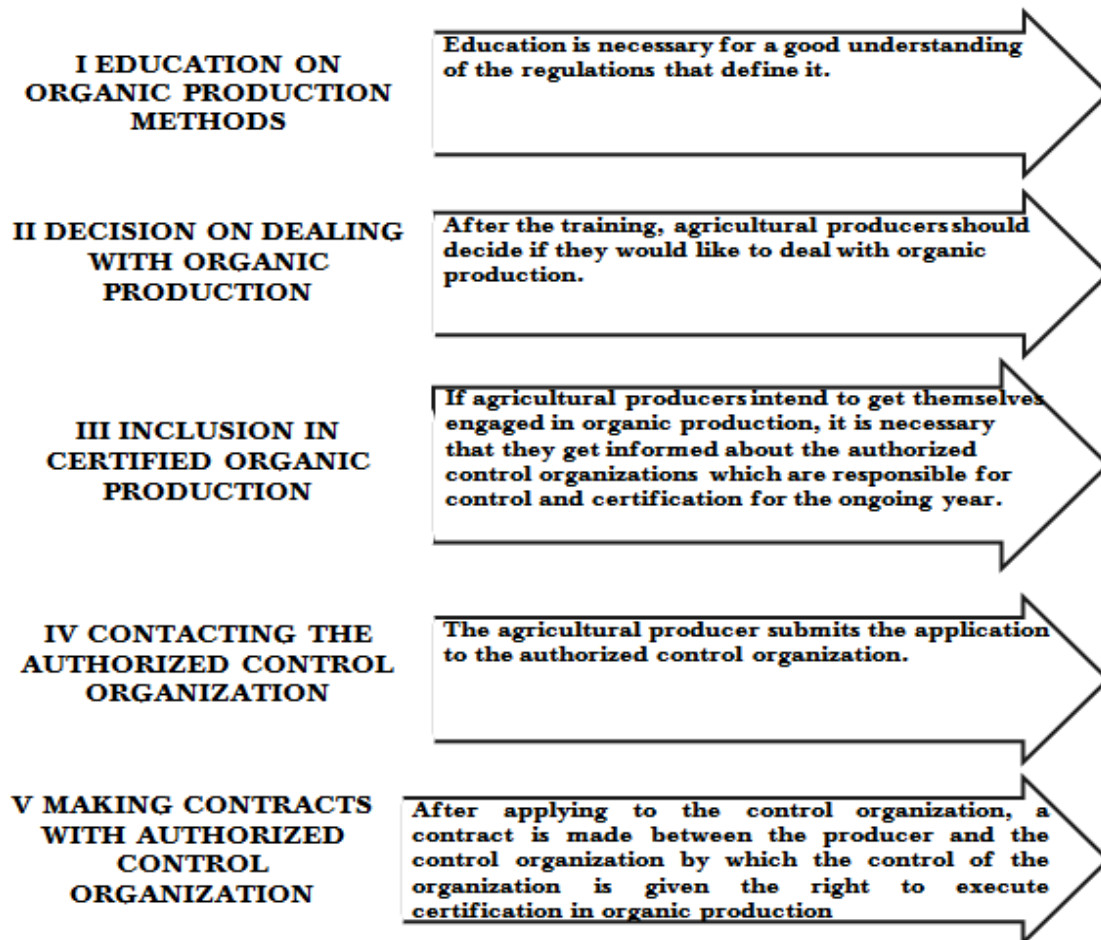 I EDUCATION ON
ORGANIC PRODUCTION
METHODS
Education is necessary for a good understanding
of the regulations that define it.
II DECISION ON DEALING
WITH ORGANIC
PRODUCTION
After the training, agricultural producers should
decide if they would like to deal with organic
production.
III INCLUSION IN
CERTIFIED ORGANIC
PRODUCTION
If agricultural producers intend to get themselves
engaged in organic production, it is necessary
that they get informed about the authorized
control organizations which are responsible for
control and certification for the ongoing year.
IV CONTACTING THE
AUTHORIZED CONTROL
ORGANIZATION
The agricultural producer submits the application
to the authorized control organization.
V MAKING CONTRACTS
WITH AUTHORIZED
CONTROL
ORGANIZATION
After applying to the control organization, a
contract is made between the producer and the
control organization by which the control of the
organization is given the right to execute
certification in organic production